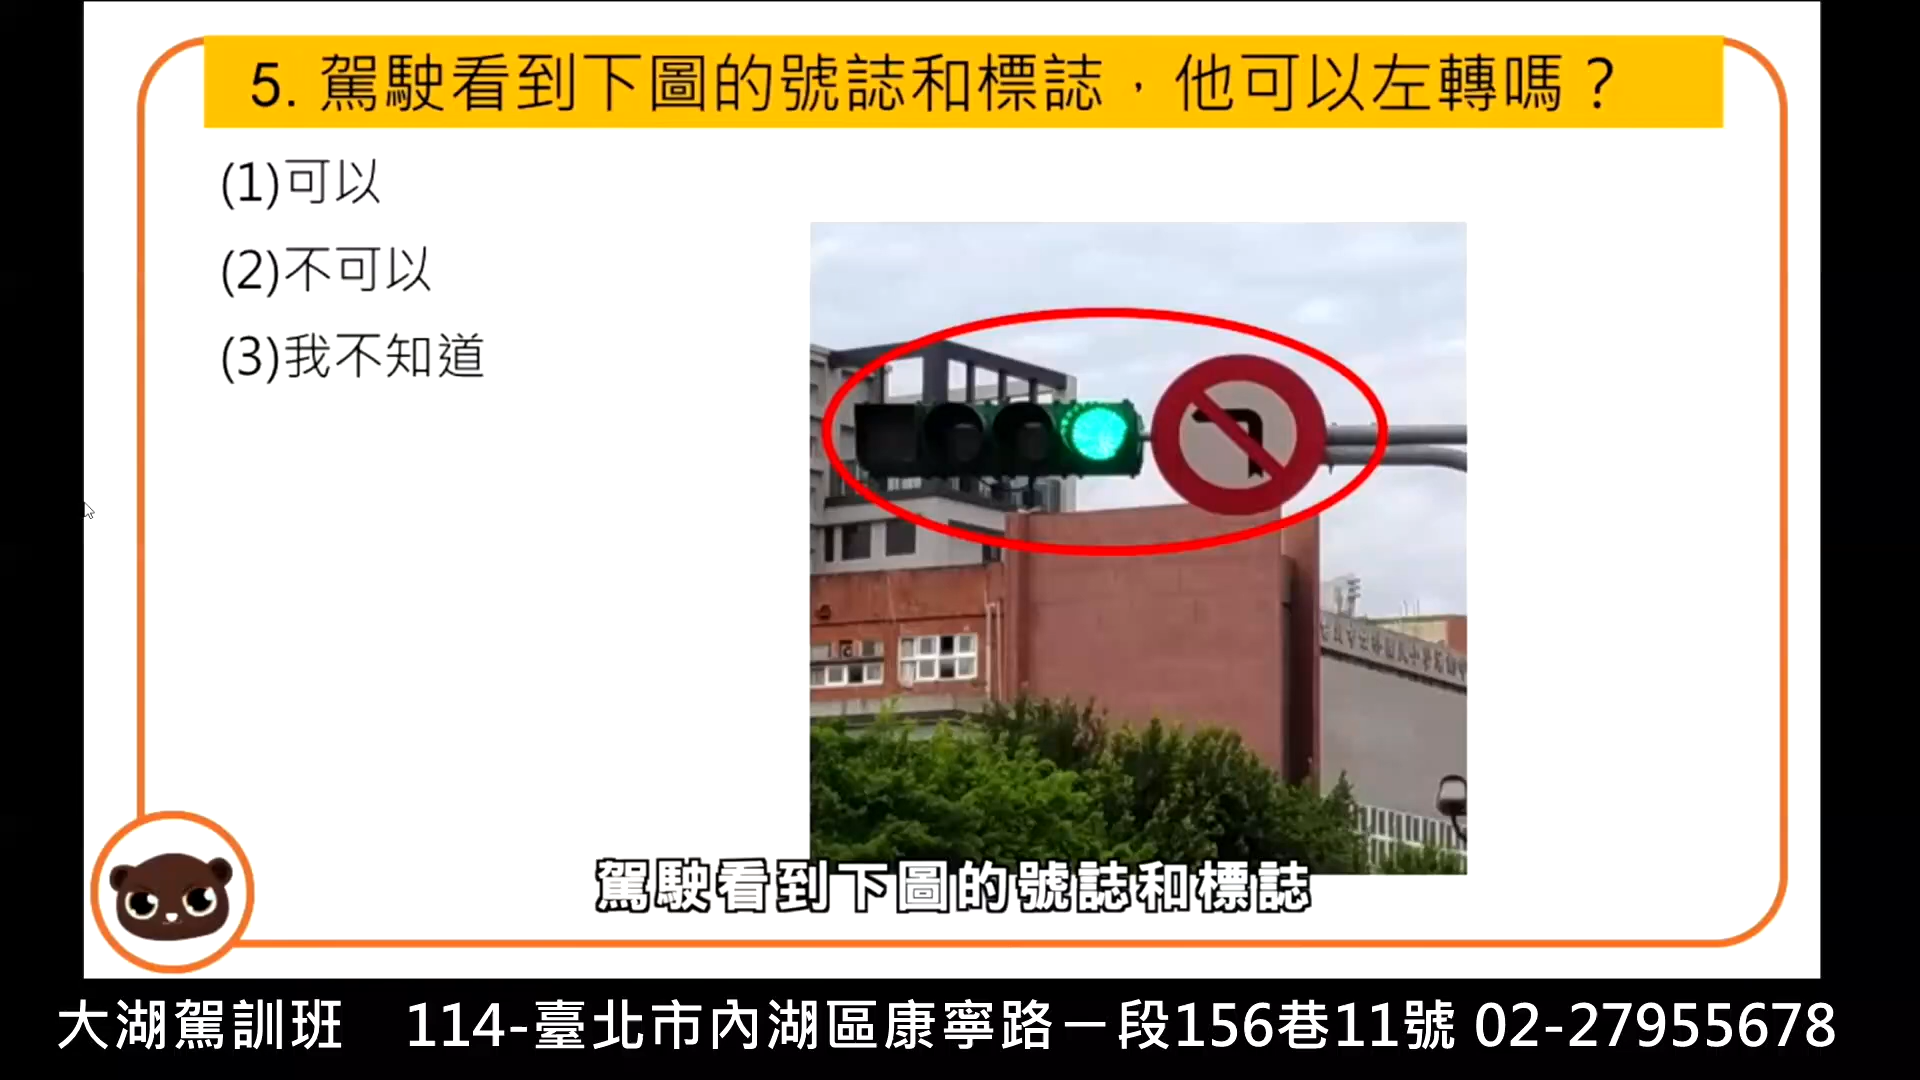 5. 駕駛看到下圖的號誌和標誌，他可以左轉嗎？
(1)可以
(2)不可以
(3)我不知道
駕駛看到下圖的號誌和標誌
大湖駕訓班 114-臺北市內湖區康寧路一段156巷11號 02-27955678